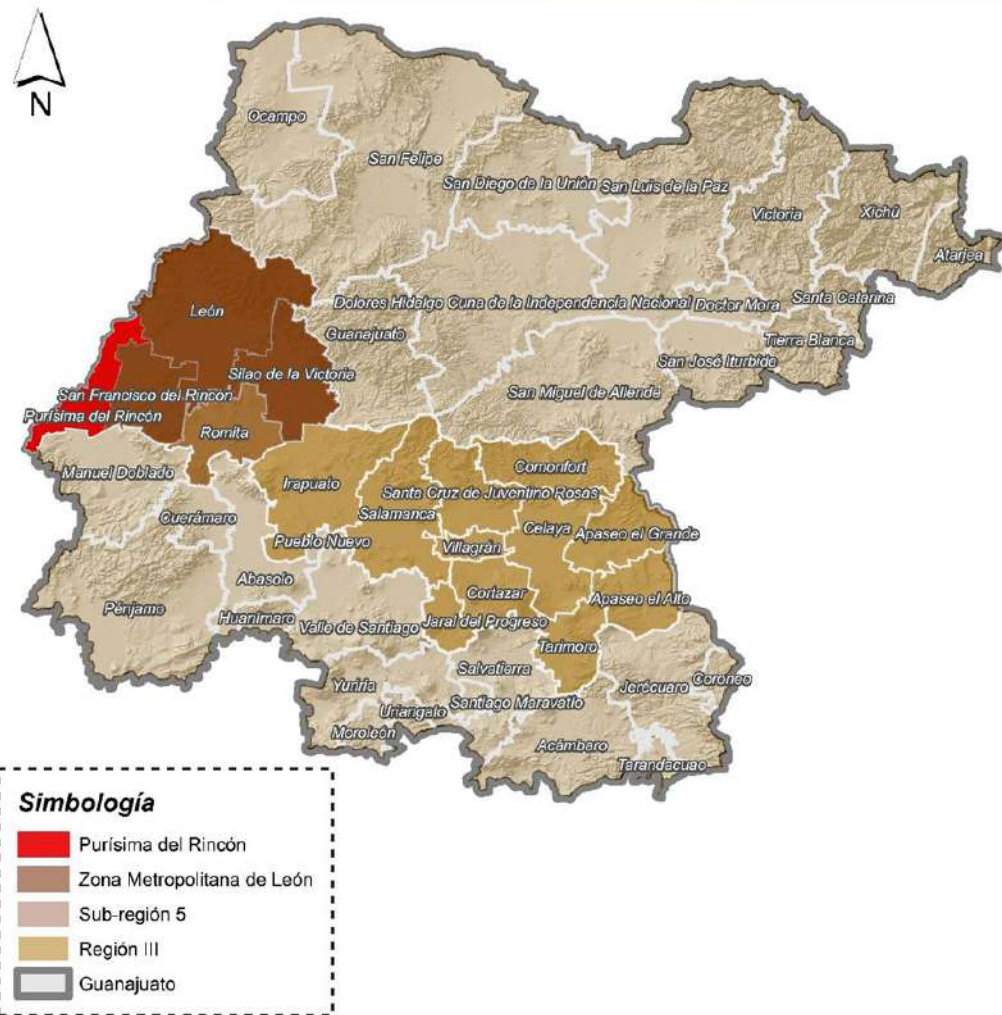 N
Ocampo
San Felipe
San Diego de la Unión
San Luis de la Paz
Victoria
Xichú
Atarjea
León
Dolores Hidalgo Cuna de la Independencia Nacional
Doctor Mora
Santa Catarina
Guanajuato
Tierra Blanca
San José Iturbide
Silao de la Victoria
San Miguel de Allende
San Francisco del Rincón
Purísima del Rincón
Romita
Manuel Doblado
Irapuato
Comonfort
Santa Cruz de Juventino Rosas
Salamanca
Cuerámaro
Celaya
Apaseo el Grande
Pueblo Nuevo
Villagrán
Abasolo
Cortazar
Apaseo el Alto
Pénjamo
Huanímaro
Valle de Santiago
Jaral del Progreso
Tarimoro
Salvatierra
Yuriria
Jerécuaro
Coroneo
Uriangato
Santiago Maravatío
Moroleón
Acámbaro
Tarandacuao
Simbología
Purísima del Rincón
Zona Metropolitana de León
Sub-región 5
Región III
Guanajuato